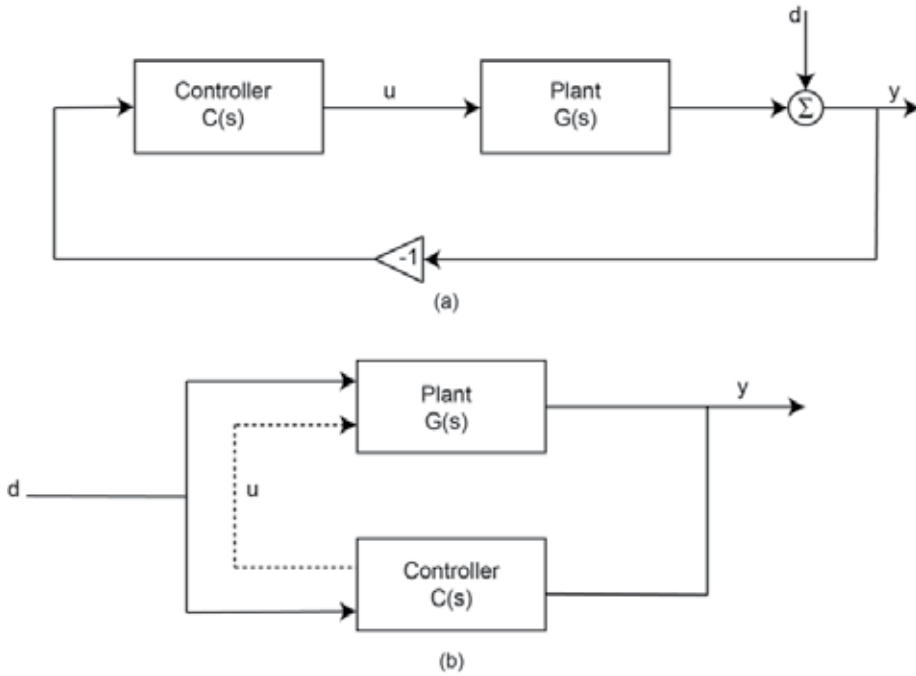 d
Controller
C(s)
u
Plant
G(s)
Σ
y
-1
(a)
Plant
G(s)
y
d
u
Controller
C(s)
(b)